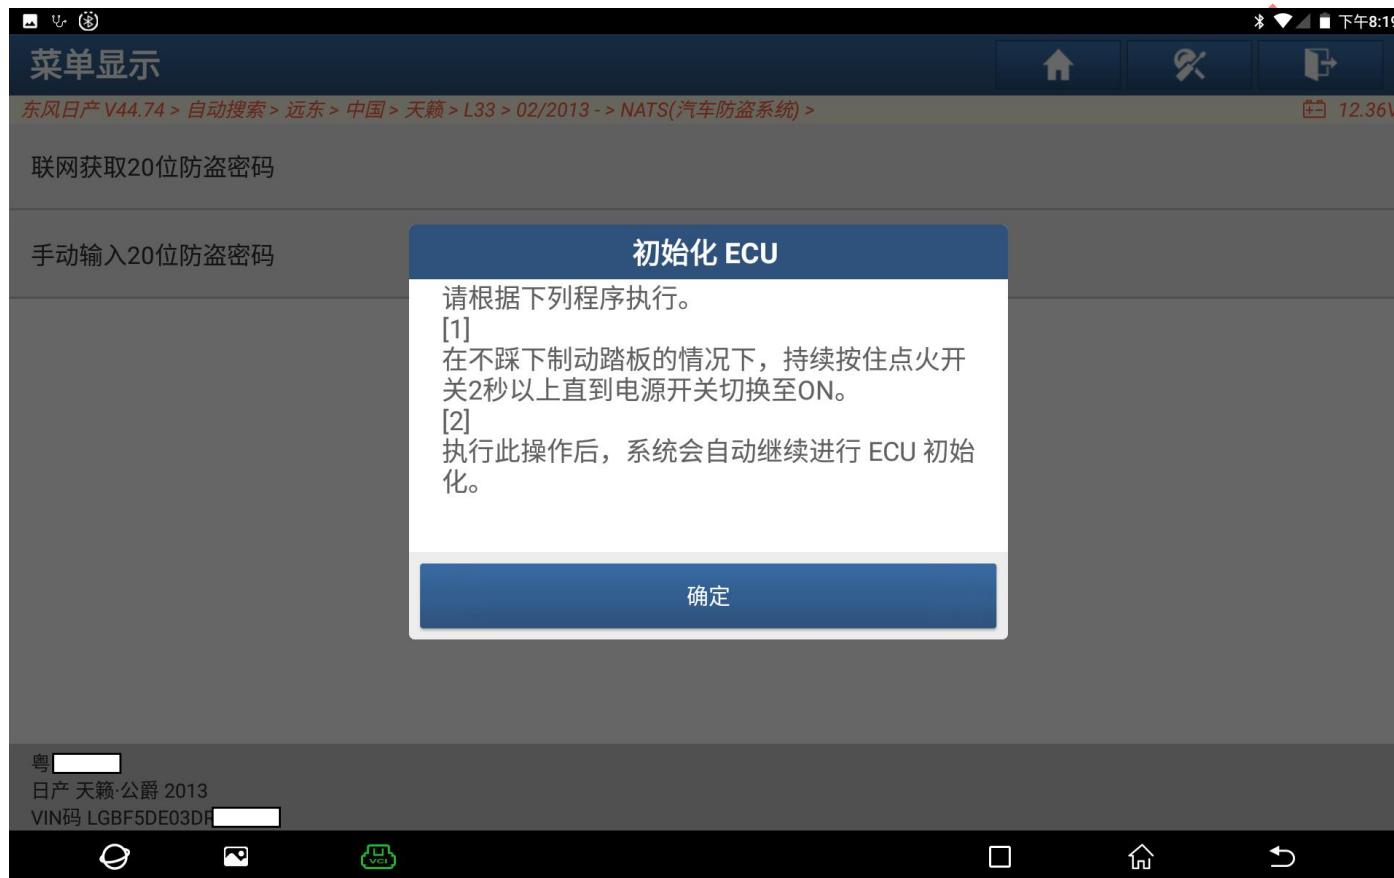 下午8:19
菜单显示
东风日产 V44.74 > 自动搜索 > 远东 > 中国 > 天籁 > L33 > 02/2013 - > NATS(汽车防盗系统) >
12.36V
联网获取20位防盗密码
手动输入20位防盗密码
初始化 ECU
请根据下列程序执行。
[1]
在不踩下制动踏板的情况下，持续按住点火开
关2秒以上直到电源开关切换至ON。
[2]
执行此操作后，系统会自动继续进行 ECU 初始
化。
确定
粤
日产 天籁·公爵 2013
VIN码 LGBF5DE03DR
VCI